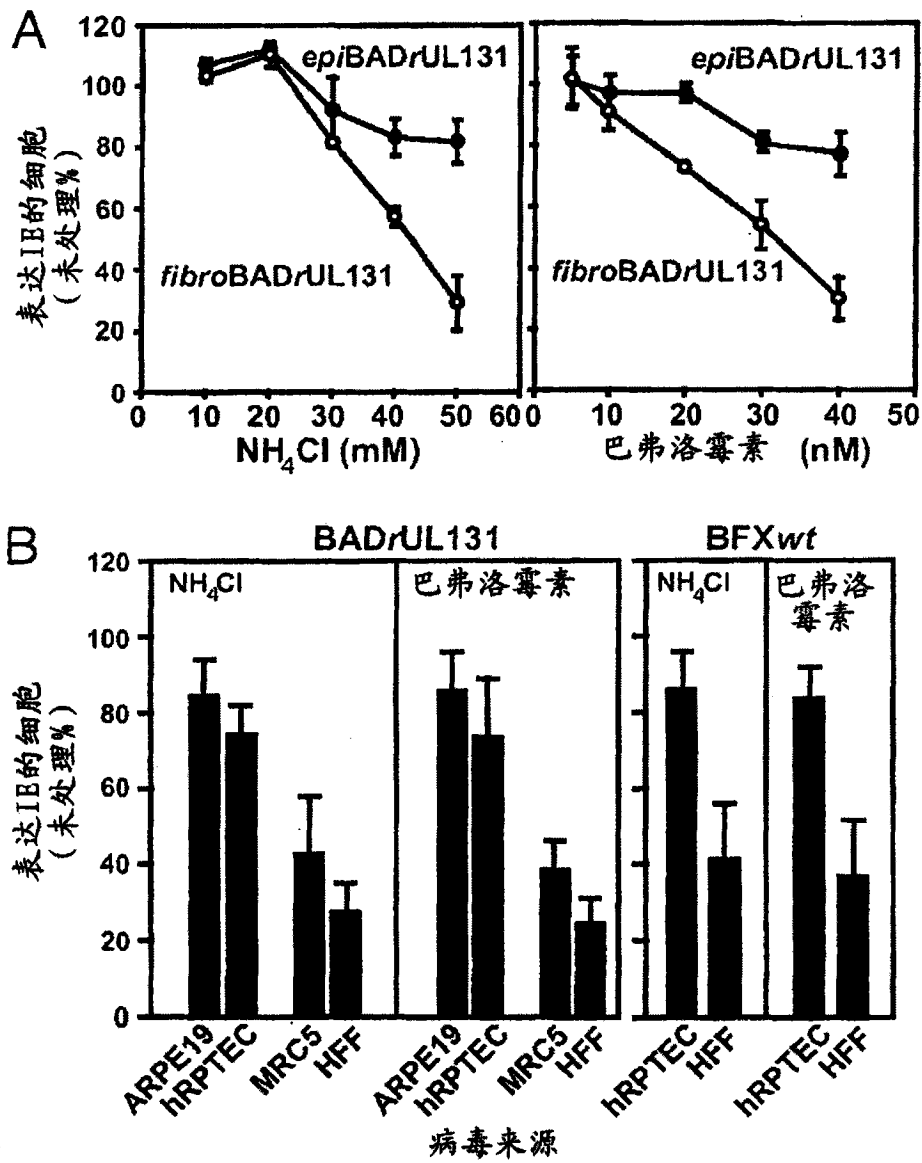 A
120
100
80
60
40
20
0
表达IE的细胞
(未处理%)
epiBADrUL131
fibroBADrUL131
0 10 20 30 40 50 60
NH4Cl (mM)
epiBADrUL131
fibroBADrUL131
0 10 20 30 40 50
巴弗洛霉素 (nM)
B
BADrUL131
BFXwt
120
100
80
60
40
20
0
表达IE的细胞
(未处理%)
NH4Cl
巴弗洛霉素
NH4Cl
巴弗洛
霉素
ARPE19
hRPTEC
MRC5
HFF
ARPE19
hRPTEC
MRC5
HFF
hRPTEC
HFF
hRPTEC
HFF
病毒来源